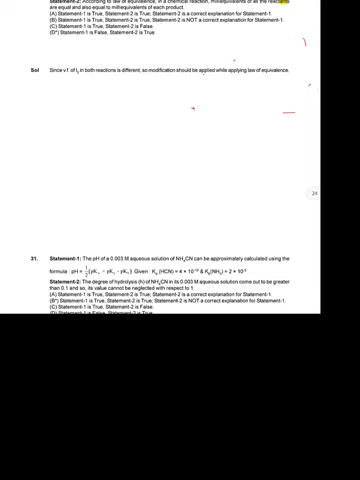 Statement-2: According to law of equivalence, in a chemical reaction, milliequivalents of all the reactants
are equal and also equal to milliequivalents of each product.
(A) Statement-1 is True, Statement-2 is True; Statement-2 is a correct explanation for Statement-1.
(B) Statement-1 is True, Statement-2 is True; Statement-2 is NOT a correct explanation for Statement-1.
(C) Statement-1 is True, Statement-2 is False.
(D*) Statement-1 is False, Statement-2 is True.
Sol Since v.f. of I₂ in both reactions is different, so modification should be applied while applying law of equivalence.
24
31. Statement-1: The pH of a 0.003 M aqueous solution of NH₄CN can be approximately calculated using the
formula : pH = 1/2 Given : Kₐ (HCN) = 4 × 10⁻¹⁰ & K_b(NH₃) = 2 × 10⁻⁵
Statement-2: The degree of hydrolysis (h) of NH₄CN in its 0.003 M aqueous solution come out to be greater
than 0.1 and so, its value cannot be neglected with respect to 1.
(A) Statement-1 is True, Statement-2 is True; Statement-2 is a correct explanation for Statement-1.
(B*) Statement-1 is True, Statement-2 is True; Statement-2 is NOT a correct explanation for Statement-1.
(C) Statement-1 is True, Statement-2 is False.
(D) Statement-1 is False, Statement-2 is True.